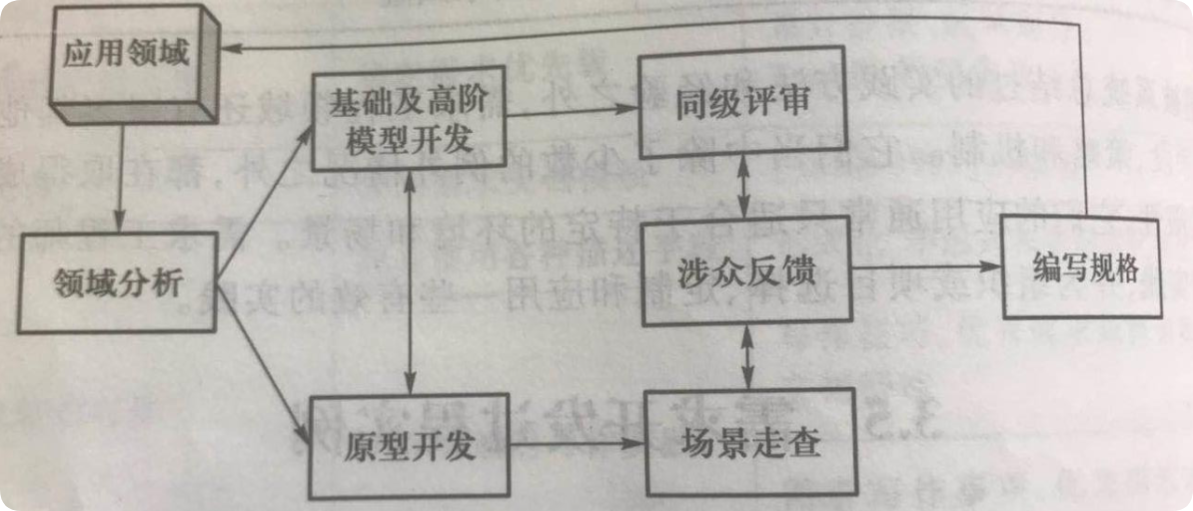 应用领域
基础及高阶
模型开发
同级评审
领域分析
涉众反馈
编写规格
原型开发
场景走查